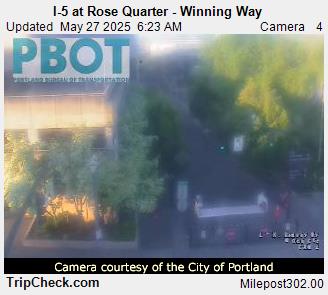 I-5 at Rose Quarter - Winning Way
Updated May 27 2025 6:23 AM Camera 4
PBOT
PORTLAND BUREAU OF TRANSPORTATION
Camera courtesy of the City of Portland
TripCheck.com Milepost302.00